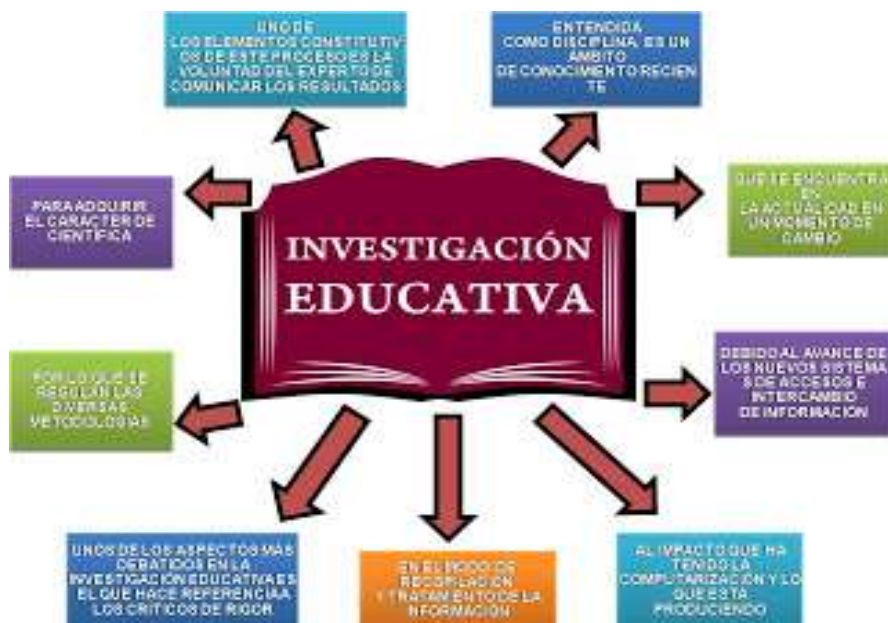 UNO DE
LOS ELEMENTOS CONSTITUTIV
OS DE ESTE PROCESO ES LA
VOLUNTAD DEL EXPERTO DE
COMUNICAR LOS RESULTADOS
ENTENDIDA
COMO DISCIPLINA, ES UN
ÁMBITO
DE CONOCIMIENTO RECIEN
TE
PARA ADQUIRIR
EL CARÁCTER DE
CIENTÍFICA
INVESTIGACIÓN
EDUCATIVA
QUE SE ENCUENTRA
EN
LA ACTUALIDAD EN
UN MOMENTO DE
CAMBIO
POR LO QUE SE
REGULAN LAS
DIVERSAS
METODOLOGÍAS
DEBIDO AL AVANCE DE
LOS NUEVOS SISTEMA
S DE ACCESOS E
INTERCAMBIO
DE INFORMACIÓN
UNOS DE LOS ASPECTOS MÁS
DEBATIDOS EN LA
INVESTIGACIÓN EDUCATIVA ES
EL QUE HACE REFERENCIA A
LOS CRITICOS DE RIGOR
EN EL MODO DE
RECOPILACIÓN
Y TRATAMIENTO DE LA
INFORMACIÓN
AL IMPACTO QUE HA
TENIDO LA
COMPUTARIZACIÓN Y LO
QUE ESTA
PRODUCIENDO